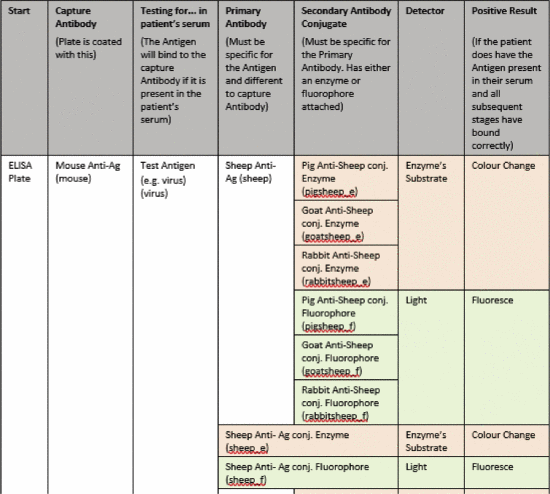 Start
Capture
Antibody
(Plate is coated
with this)
Testing for... in
patient's serum
(The Antigen
will bind to the
capture
Antibody if it is
present in the
patient's
serum)
Primary
Antibody
(Must be
specific for
the Antigen
and different
to capture
Antibody)
Secondary Antibody
Conjugate
(Must be specific for
the Primary
Antibody. Has either
an enzyme or
fluorophore
attached)
Detector
Positive Result
(If the patient
does have the
Antigen present
in their serum
and all
subsequent
stages have
bound
correctly)
ELISA
Plate
Mouse Anti-Ag
(mouse)
Test Antigen
(e.g. virus)
(virus)
Sheep Anti-
Ag (sheep)
Pig Anti-Sheep conj.
Enzyme
(pigsheep_e)
Enzyme's
Substrate
Colour Change
Goat Anti-Sheep
conj. Enzyme
(goatsheep_e)
Rabbit Anti-Sheep
conj. Enzyme
(rabbitsheep_e)
Pig Anti-Sheep conj.
Fluorophore
(pigsheep_f)
Light
Fluoresce
Goat Anti-Sheep
conj. Fluorophore
(goatsheep_f)
Rabbit Anti-Sheep
conj. Fluorophore
(rabbitsheep_f)
Sheep Anti- Ag conj. Enzyme
(sheep_e)
Enzyme's
Substrate
Colour Change
Sheep Anti- Ag conj. Fluorophore
(sheep_f)
Light
Fluoresce